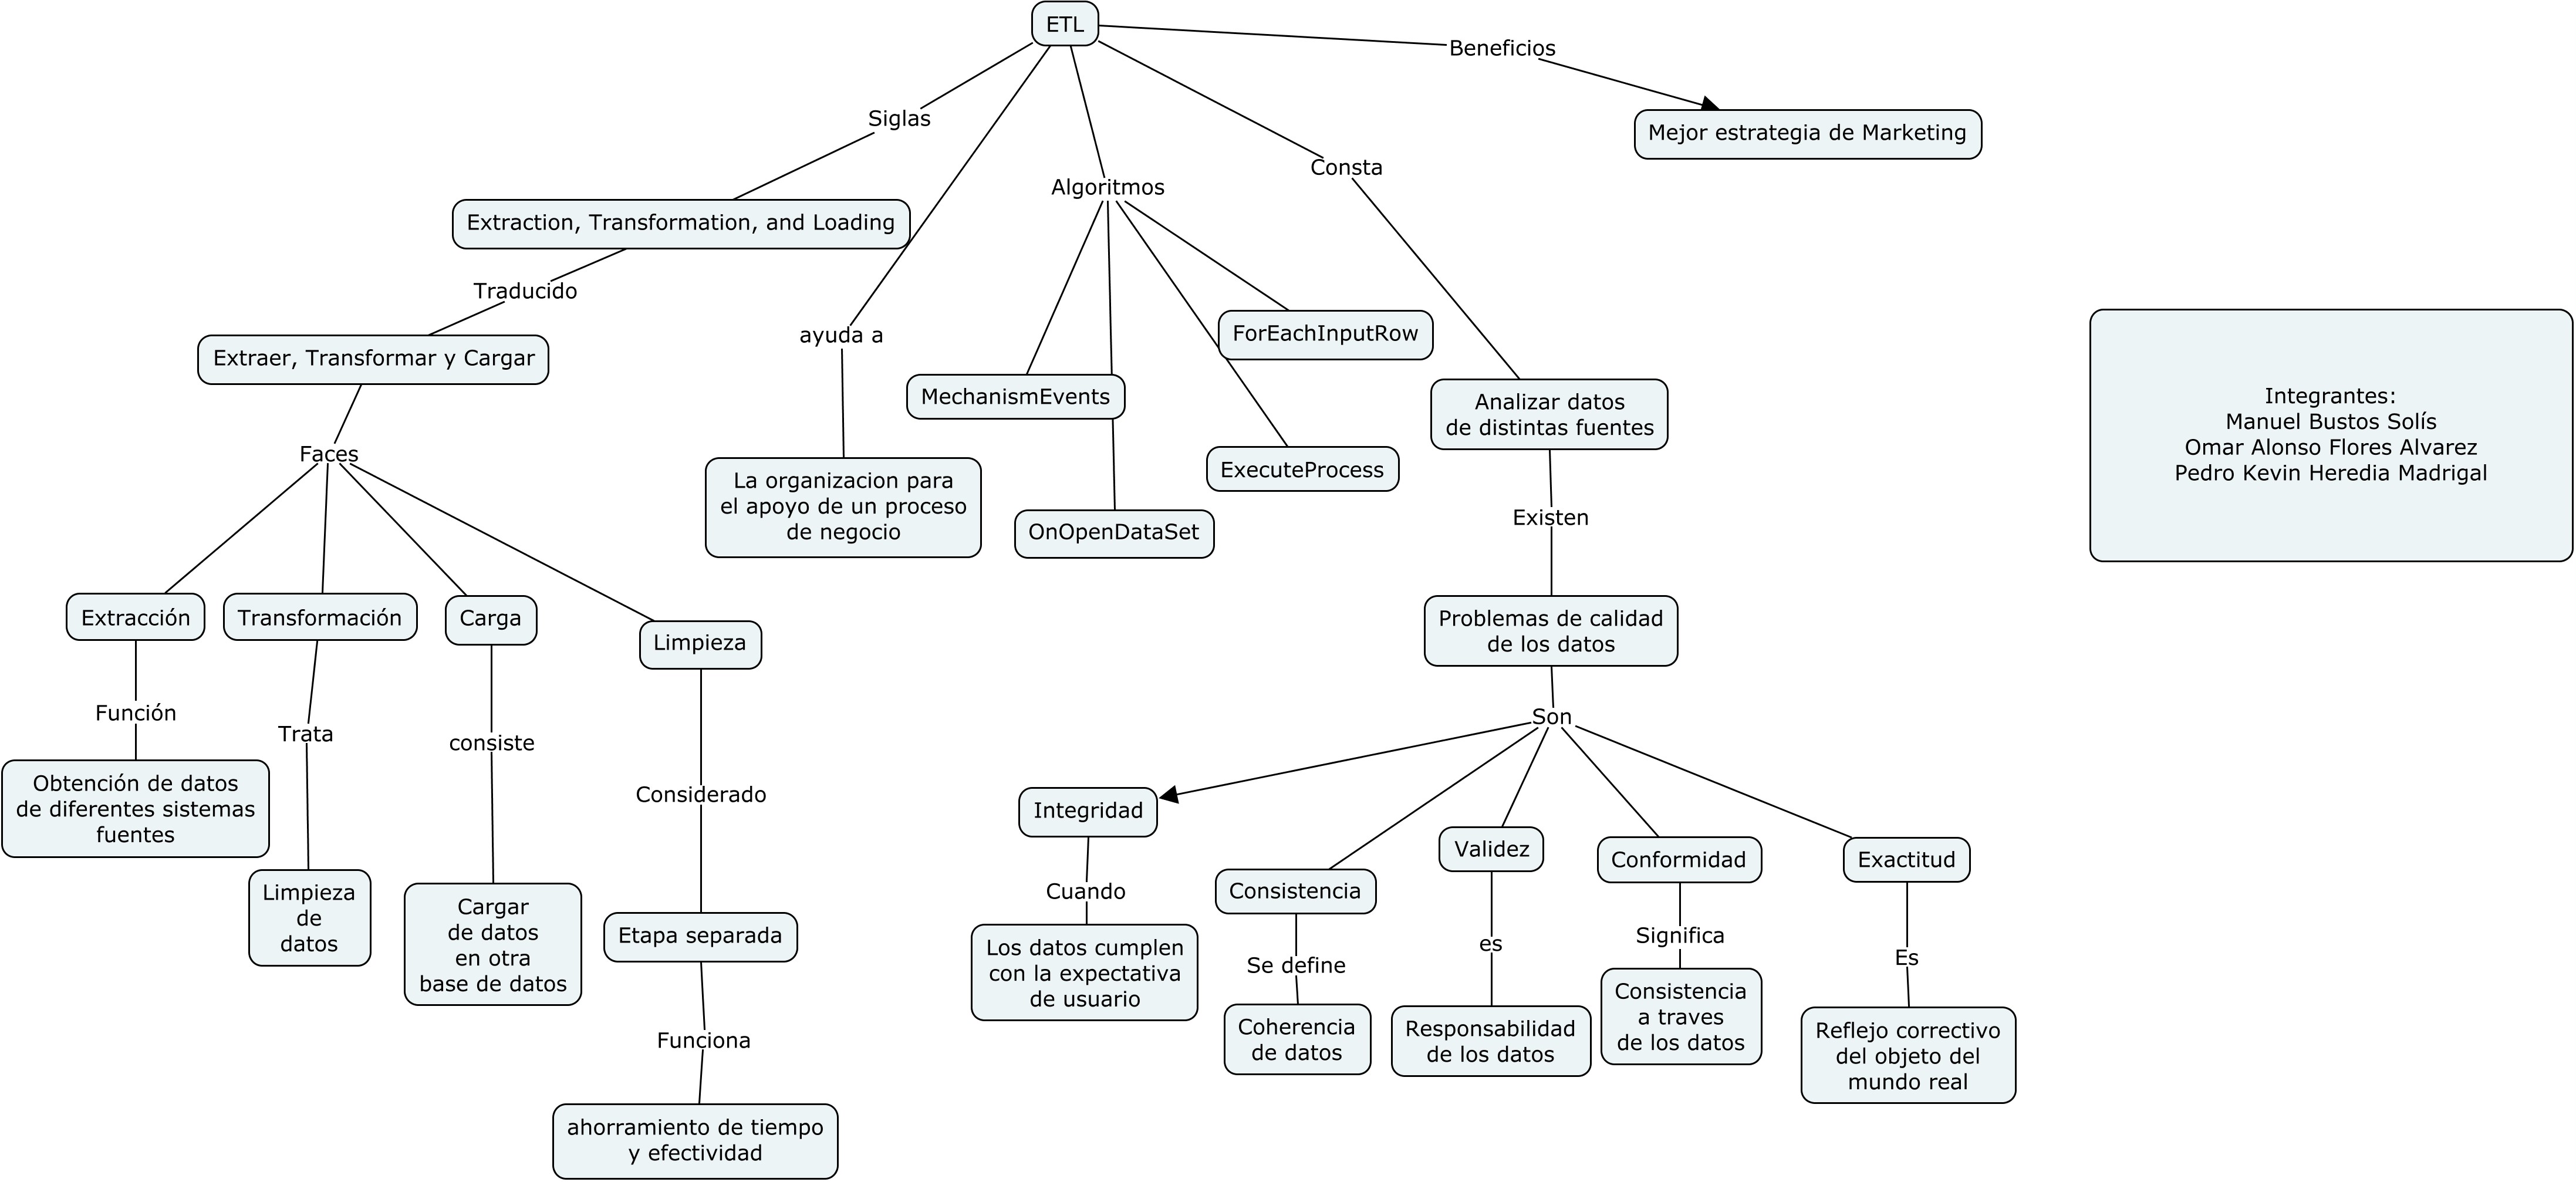 ETL
Beneficios
Siglas
Mejor estrategia de Marketing
Consta
Algoritmos
Extraction, Transformation, and Loading
Traducido
ayuda a
ForEachInputRow
Extraer, Transformar y Cargar
MechanismEvents
Analizar datos
de distintas fuentes
Integrantes:
Manuel Bustos Solís
Omar Alonso Flores Alvarez
Pedro Kevin Heredia Madrigal
Faces
ExecuteProcess
La organizacion para
el apoyo de un proceso
de negocio
OnOpenDataSet
Existen
Extracción
Transformación
Carga
Limpieza
Problemas de calidad
de los datos
Función
Trata
consiste
Son
Obtención de datos
de diferentes sistemas
fuentes
Considerado
Integridad
Validez
Conformidad
Exactitud
Consistencia
Cuando
Limpieza
de
datos
Cargar
de datos
en otra
base de datos
Etapa separada
Los datos cumplen
con la expectativa
de usuario
Se define
es
Significa
Es
Coherencia
de datos
Responsabilidad
de los datos
Consistencia
a traves
de los datos
Reflejo correctivo
del objeto del
mundo real
Funciona
ahorramiento de tiempo
y efectividad